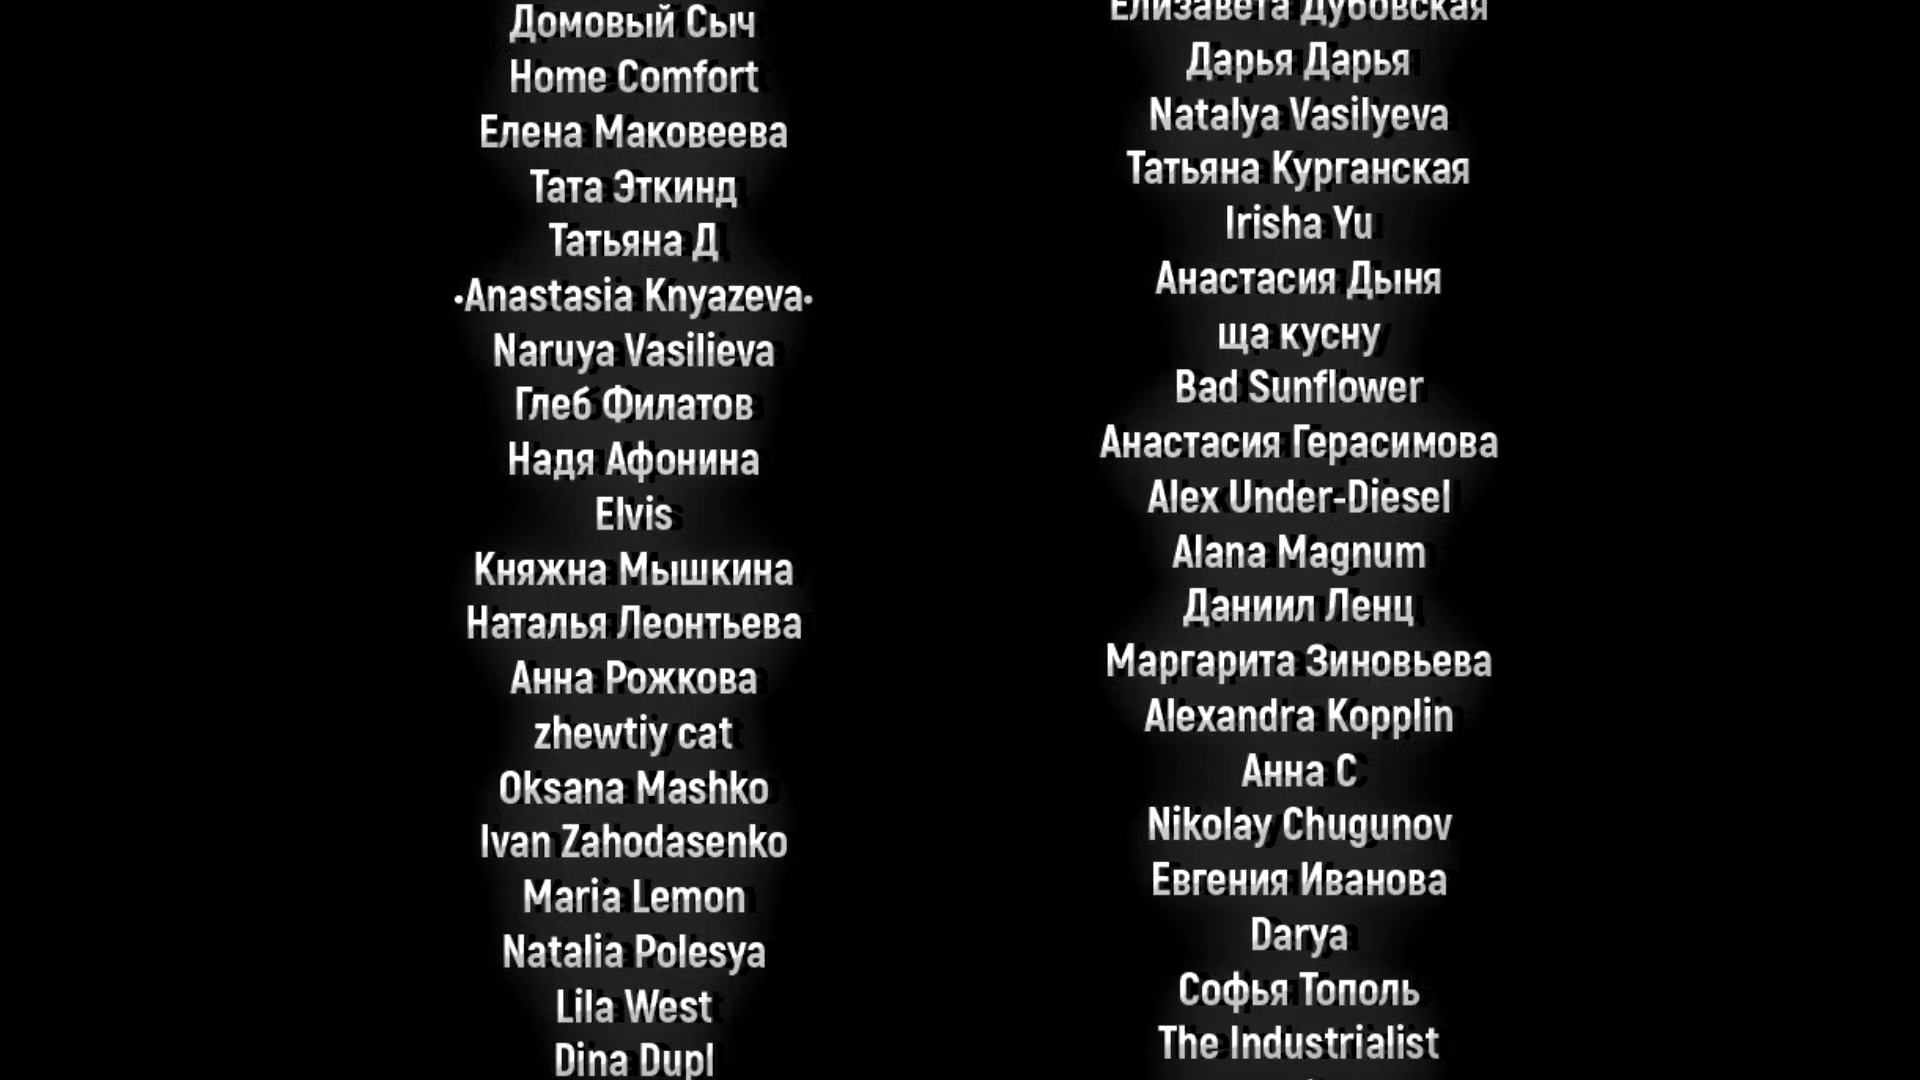 Домовый Сыч
Home Comfort
Елена Маковеева
Тата Эткинд
Татьяна Д
•Anastasia Knyazeva•
Naruya Vasilieva
Глеб Филатов
Надя Афонина
Elvis
Княжна Мышкина
Наталья Леонтьева
Анна Рожкова
zhewtiy cat
Oksana Mashko
Ivan Zahodasenko
Maria Lemon
Natalia Polesya
Lila West
Dina Dupl
Елизавета Дубовская
Дарья Дарья
Natalya Vasilyeva
Татьяна Курганская
Irisha Yu
Анастасия Дыня
ща кусну
Bad Sunflower
Анастасия Герасимова
Alex Under-Diesel
Alana Magnum
Даниил Ленц
Маргарита Зиновьева
Alexandra Kopplin
Анна С
Nikolay Chugunov
Евгения Иванова
Darya
Софья Тополь
The Industrialist